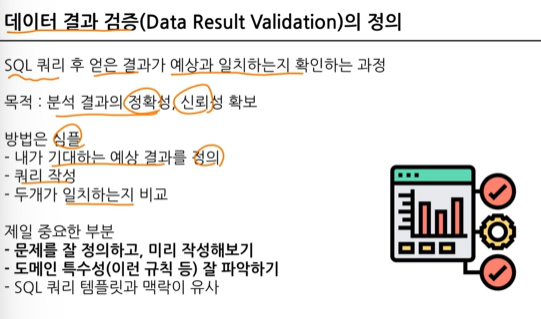 데이터 결과 검증(Data Result Validation)의 정의
SQL 쿼리 후 얻은 결과가 예상과 일치하는지 확인하는 과정
목적 : 분석 결과의 정확성, 신뢰성 확보
방법은 심플
- 내가 기대하는 예상 결과를 정의
- 쿼리 작성
- 두개가 일치하는지 비교
제일 중요한 부분
- 문제를 잘 정의하고, 미리 작성해보기
- 도메인 특수성(이런 규칙 등) 잘 파악하기
- SQL 쿼리 템플릿과 맥락이 유사